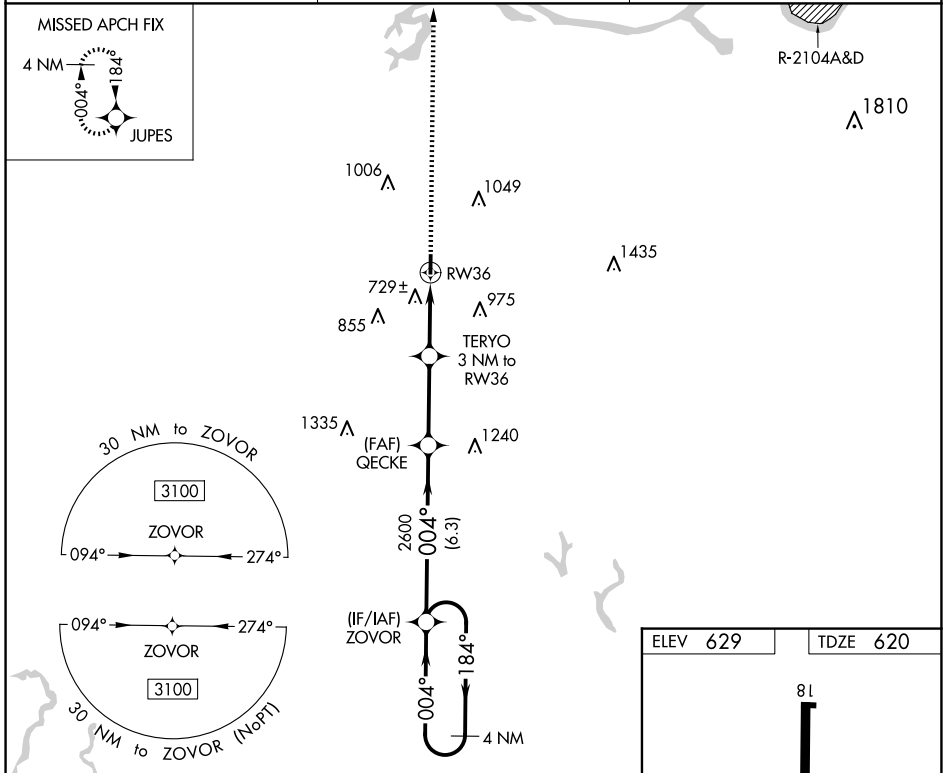 MISSED APCH FIX
4 NM
004°
184°
JUPES
R-2104A&D
1810
1006
1049
1435
RW36
729±
975
855
TERYO
3 NM to
RW36
1335
(FAF)
QECKE
1240
30 NM to ZOVOR
3100
ZOVOR
094°
274°
2600
004°
(6.3)
094°
274°
ZOVOR
3100
30 NM to ZOVOR (NoPT)
(IF/IAF)
ZOVOR
004°
184°
4 NM
ELEV 629
TDZE 620
18